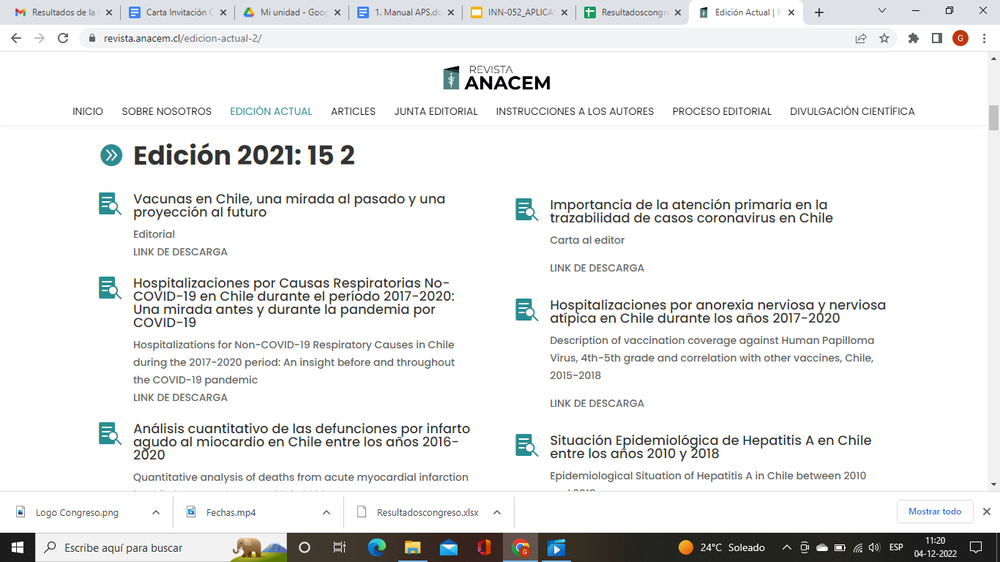 Resultados de la
Carta Invitación C
Mi unidad - Goog
1. Manual APS.do
INN-052_APLICA
Resultadoscongre
Edición Actual | R
revista.anacem.cl/edicion-actual-2/
G
REVISTA
ANACEM
INICIO
SOBRE NOSOTROS
EDICIÓN ACTUAL
ARTICLES
JUNTA EDITORIAL
INSTRUCCIONES A LOS AUTORES
PROCESO EDITORIAL
DIVULGACIÓN CIENTÍFICA
Edición 2021: 15 2
Vacunas en Chile, una mirada al pasado y una
proyección al futuro
Editorial
LINK DE DESCARGA
Hospitalizaciones por Causas Respiratorias No-
COVID-19 en Chile durante el período 2017-2020:
Una mirada antes y durante la pandemia por
COVID-19
Hospitalizations for Non-COVID-19 Respiratory Causes in Chile
during the 2017-2020 period: An insight before and throughout
the COVID-19 pandemic
LINK DE DESCARGA
Análisis cuantitativo de las defunciones por infarto
agudo al miocardio en Chile entre los años 2016-
2020
Quantitative analysis of deaths from acute myocardial infarction
Importancia de la atención primaria en la
trazabilidad de casos coronavirus en Chile
Carta al editor
LINK DE DESCARGA
Hospitalizaciones por anorexia nerviosa y nerviosa
atípica en Chile durante los años 2017-2020
Description of vaccination coverage against Human Papilloma
Virus, 4th-5th grade and correlation with other vaccines, Chile,
2015-2018
LINK DE DESCARGA
Situación Epidemiológica de Hepatitis A en Chile
entre los años 2010 y 2018
Epidemiological Situation of Hepatitis A in Chile between 2010
Logo Congreso.png
Fechas.mp4
Resultadoscongreso.xlsx
Mostrar todo
Escribe aquí para buscar
G
24°C Soleado
ESP
11:20
04-12-2022